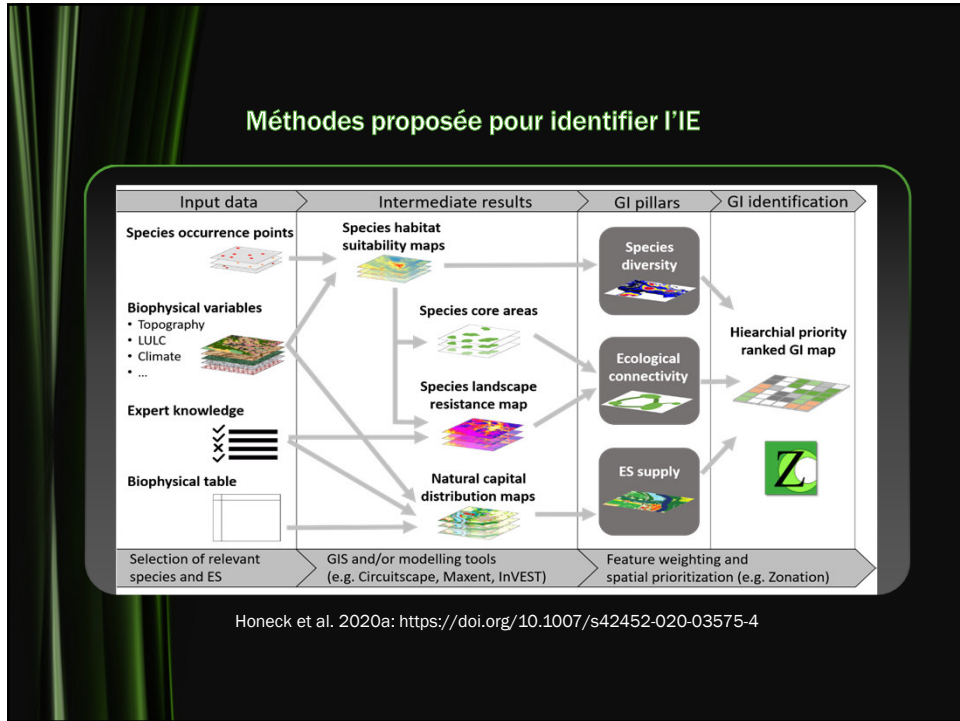 Méthodes proposée pour identifier l'IE
Input data
Intermediate results
GI pillars
GI identification
Species occurrence points
Biophysical variables
• Topography
• LULC
• Climate
• ...
Expert knowledge
Biophysical table
Species habitat
suitability maps
Species core areas
Species landscape
resistance map
Natural capital
distribution maps
Species
diversity
Ecological
connectivity
ES supply
Hiearchial priority
ranked GI map
Z
Selection of relevant
species and ES
GIS and/or modelling tools
(e.g. Circuitscape, Maxent, InVEST)
Feature weighting and
spatial prioritization (e.g. Zonation)
Honeck et al. 2020a: https://doi.org/10.1007/s42452-020-03575-4